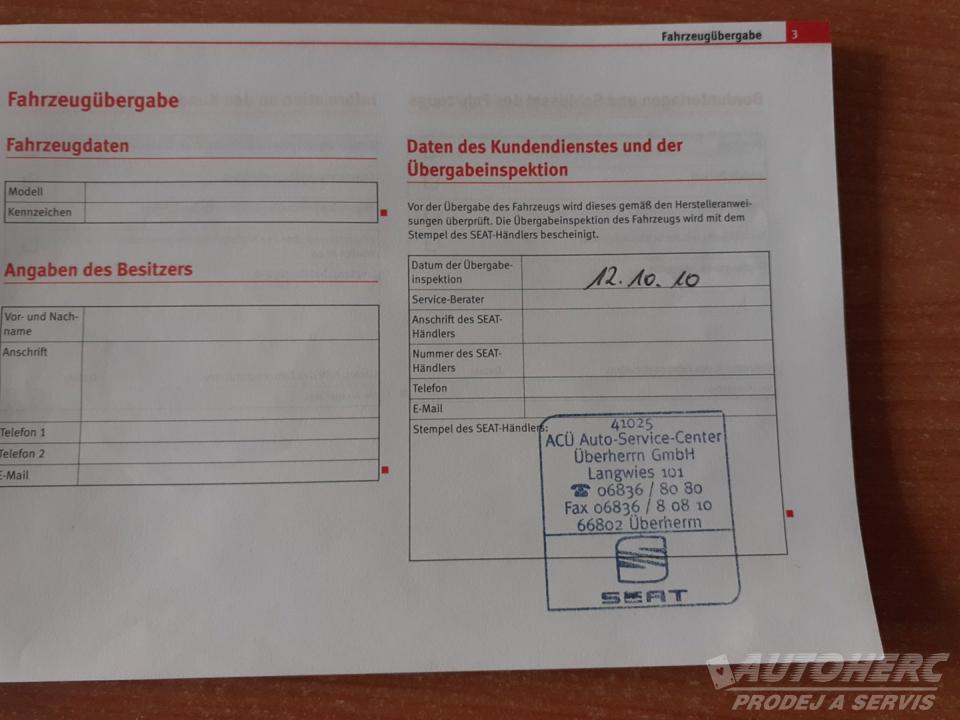 Fahrzeugübergabe 3
Fahrzeugübergabe
Fahrzeugdaten
Modell
Kennzeichen
Angaben des Besitzers
Vor- und Nach-
name
Anschrift
Telefon 1
Telefon 2
E-Mail
Daten des Kundendienstes und der
Übergabeinspektion
Vor der Übergabe des Fahrzeugs wird dieses gemäß den Herstelleranwei-
sungen überprüft. Die Übergabeinspektion des Fahrzeugs wird mit dem
Stempel des SEAT-Händlers bescheinigt.
Datum der Übergabe-
inspektion
12.10.10
Service-Berater
Anschrift des SEAT-
Händlers
Nummer des SEAT-
Händlers
Telefon
E-Mail
Stempel des SEAT-Händlers:
41025
ACÜ Auto-Service-Center
Überherrn GmbH
Langwies 101
☎ 06836 / 80 80
Fax 06836 / 8 08 10
66802 Überherrn
SEAT
AUTOHERC
PRODEJ A SERVIS